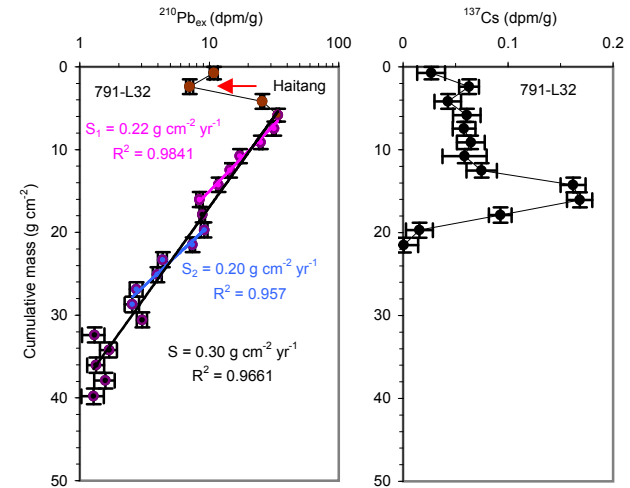 ²¹⁰Pbₑₓ (dpm/g)
1 10 100
0
10
20
30
40
50
Cumulative mass (g cm⁻²)
791-L32
Haitang
S₁ = 0.22 g cm⁻² yr⁻¹
R² = 0.9841
S₂ = 0.20 g cm⁻² yr⁻¹
R² = 0.957
S = 0.30 g cm⁻² yr⁻¹
R² = 0.9661
¹³⁷Cs (dpm/g)
0 0.1 0.2
0
10
20
30
40
50
791-L32